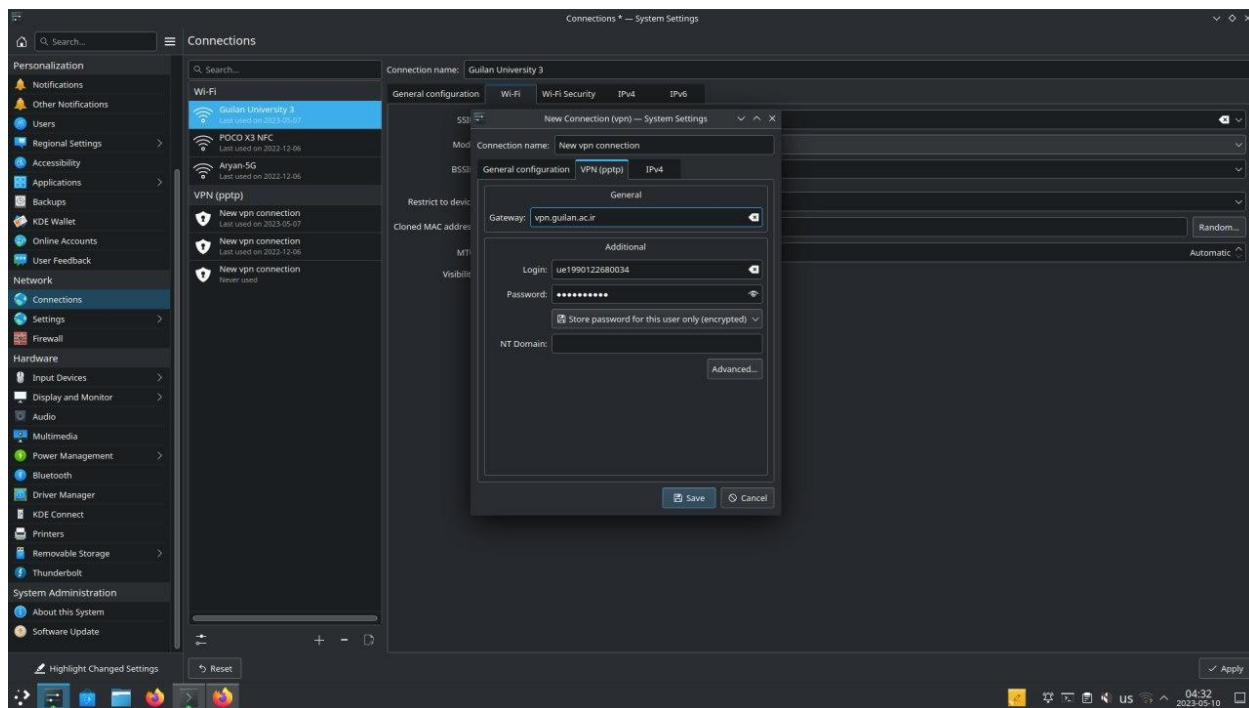 Connections * — System Settings
Search...
Connections
Personalization
Notifications
Other Notifications
Users
Regional Settings
Accessibility
Applications
Backups
KDE Wallet
Online Accounts
User Feedback
Network
Connections
Settings
Firewall
Hardware
Input Devices
Display and Monitor
Audio
Multimedia
Power Management
Bluetooth
Driver Manager
KDE Connect
Printers
Removable Storage
Thunderbolt
System Administration
About this System
Software Update
Highlight Changed Settings
Search...
Wi-Fi
Guilan University 3
Last used on 2023-05-07
POCO X3 NFC
Last used on 2022-12-06
Aryan-5G
Last used on 2022-12-06
VPN (pptp)
New vpn connection
Last used on 2023-05-07
New vpn connection
Last used on 2022-12-06
New vpn connection
Never used
Reset
Connection name: Guilan University 3
General configuration Wi-Fi Wi-Fi Security IPv4 IPv6
SSI
Mod
BSSI
Restrict to devic
Cloned MAC addres
Random...
MT
Automatic
Visibilit
New Connection (vpn) — System Settings
Connection name: New vpn connection
General configuration VPN (pptp) IPv4
General
Gateway: vpn.guilan.ac.ir
Additional
Login: ue1990122680034
Password: ●●●●●●●●●●
Store password for this user only (encrypted)
NT Domain:
Advanced...
Save Cancel
Apply
US
04:32
2023-05-10